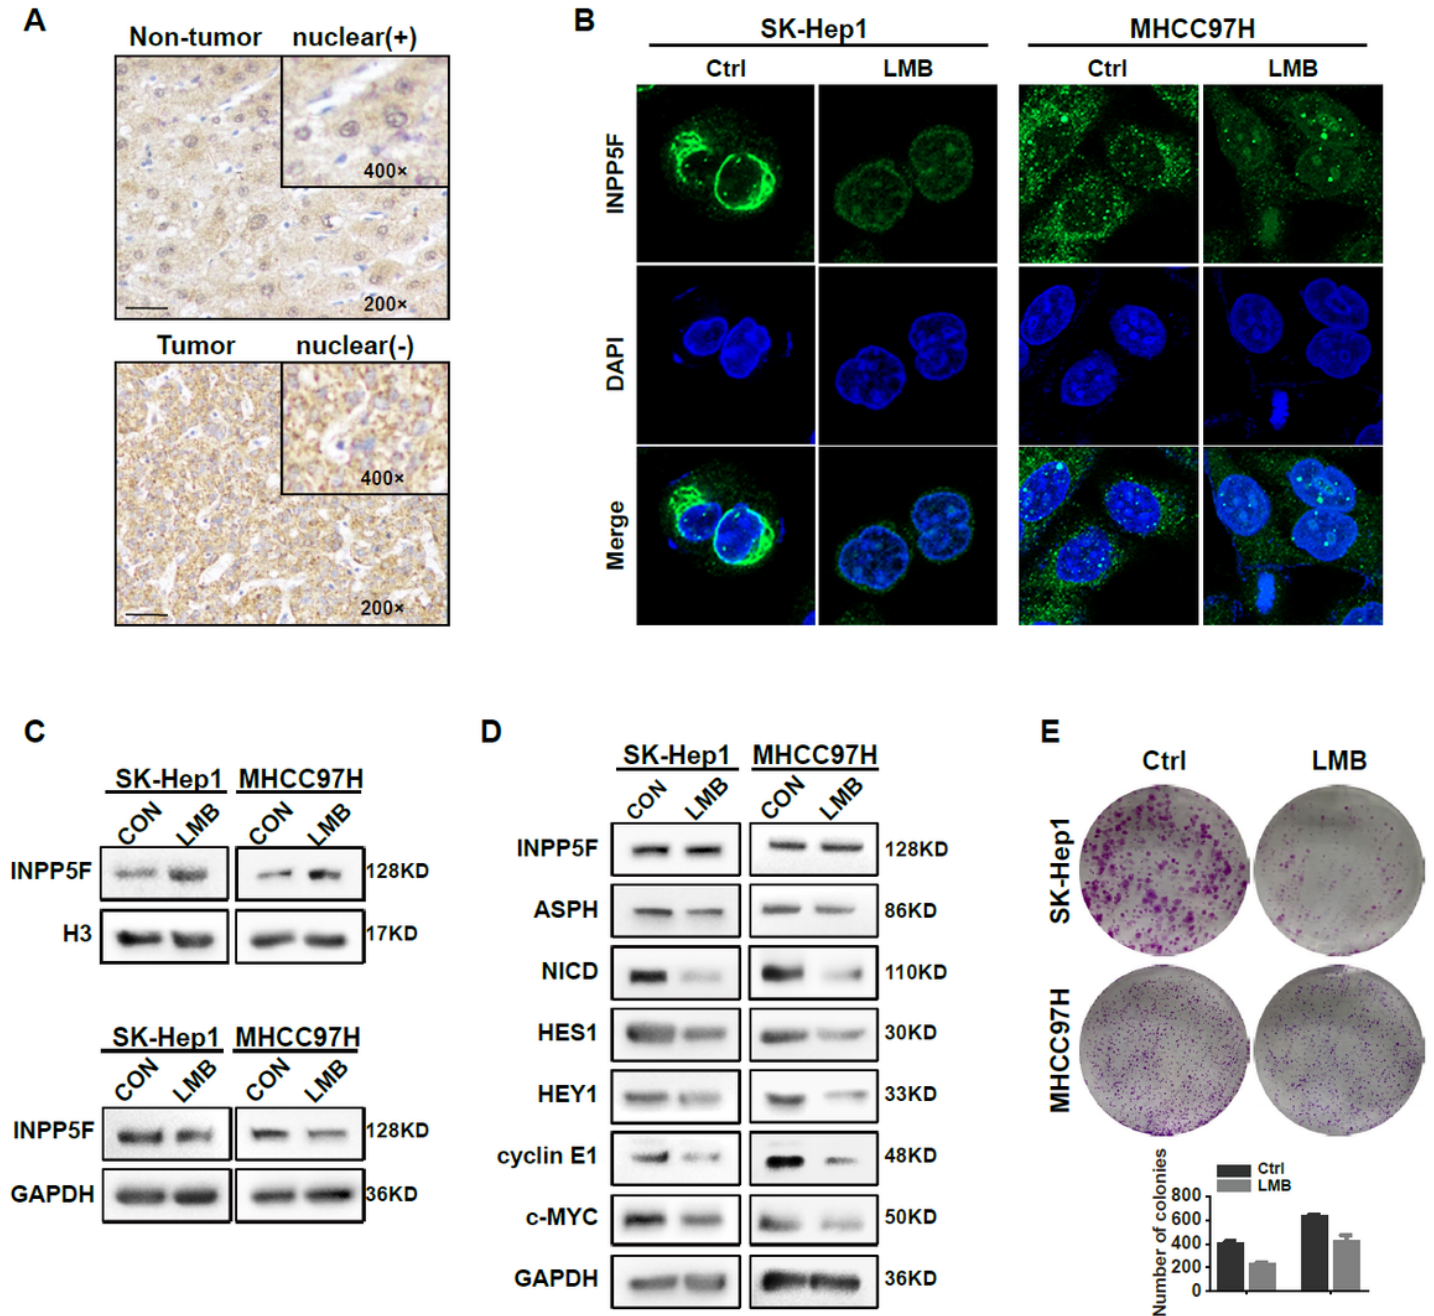 A
Non-tumor nuclear(+)
400×
200×
Tumor nuclear(-)
400×
200×
B
SK-Hep1 MHCC97H
Ctrl LMB Ctrl LMB
INPP5F
DAPI
Merge
C
SK-Hep1 MHCC97H
CON LMB CON LMB
INPP5F 128KD
H3 17KD
SK-Hep1 MHCC97H
CON LMB CON LMB
INPP5F 128KD
GAPDH 36KD
D
SK-Hep1 MHCC97H
CON LMB CON LMB
INPP5F 128KD
ASPH 86KD
NICD 110KD
HES1 30KD
HEY1 33KD
cyclin E1 48KD
c-MYC 50KD
GAPDH 36KD
E
Ctrl LMB
SK-Hep1
MHCC97H
Number of colonies
Ctrl
LMB
800
600
400
200
0